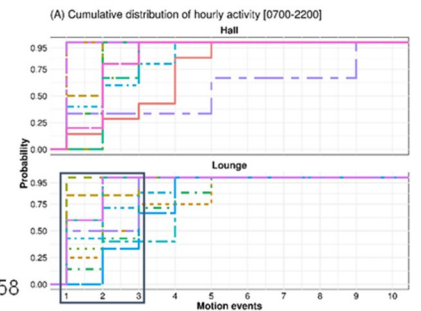 (A) Cumulative distribution of hourly activity [0700-2200]
Hall
0.95
0.75
0.50
0.25
0.00
Probability
Lounge
0.95
0.75
0.50
0.25
0.00
58
1 2 3 4 5 6 7 8 9 10
Motion events